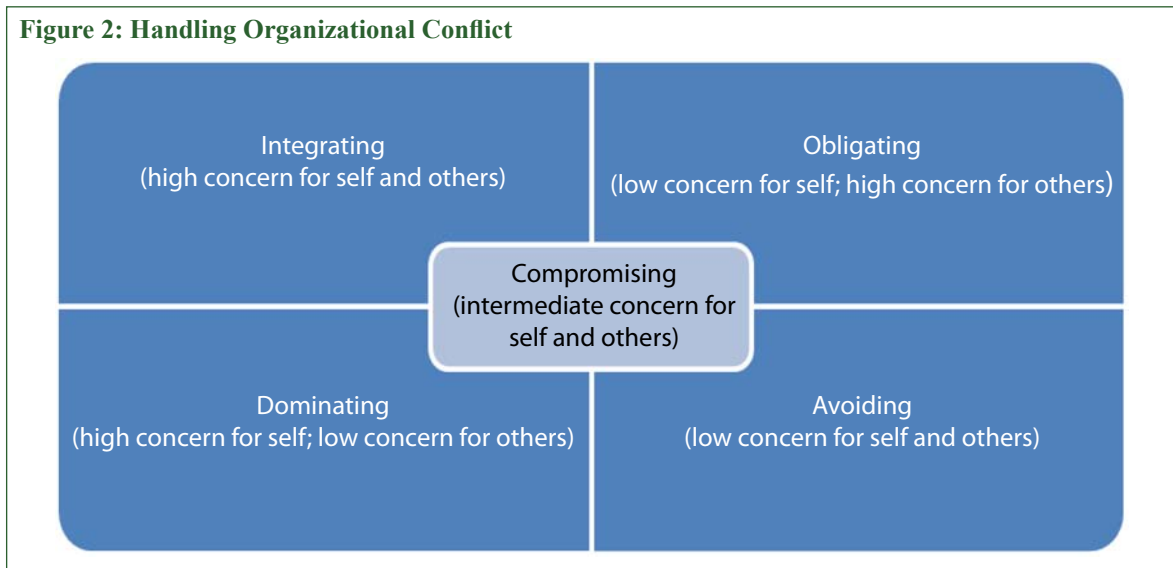 Figure 2: Handling Organizational Conflict
Integrating
(high concern for self and others)
Obligating
(low concern for self; high concern for others)
Compromising
(intermediate concern for
self and others)
Dominating
(high concern for self; low concern for others)
Avoiding
(low concern for self and others)